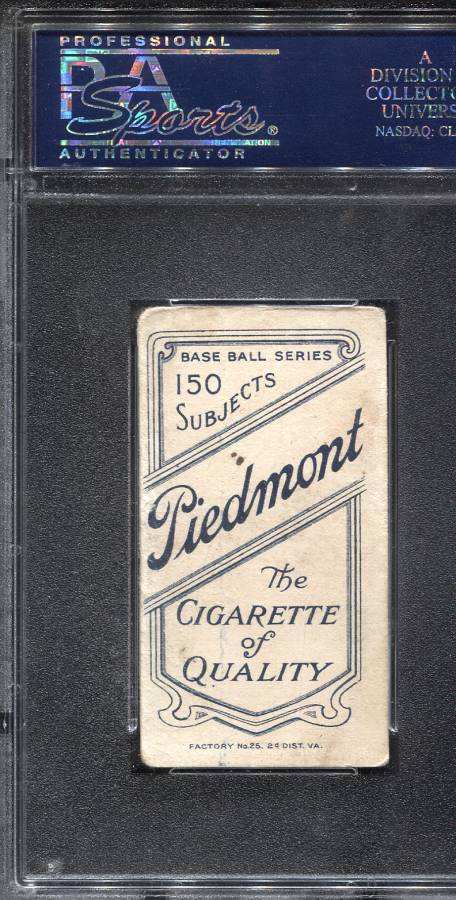 PROFESSIONAL
PSA
Sports®
AUTHENTICATOR
A
DIVISION
COLLECTO
UNIVERS
NASDAQ: CL
BASE BALL SERIES
150
SUBJECTS
Piedmont
The
CIGARETTE
of
QUALITY
FACTORY No. 25. 2d DIST. VA.